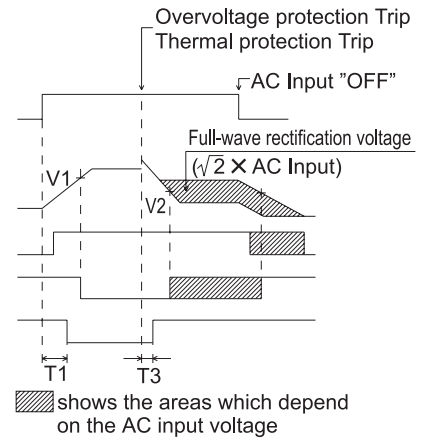 Overvoltage protection Trip
Thermal protection Trip
AC Input "OFF"
Full-wave rectification voltage
(√2 × AC Input)
V1
V2
T1
T3
shows the areas which depend
on the AC input voltage